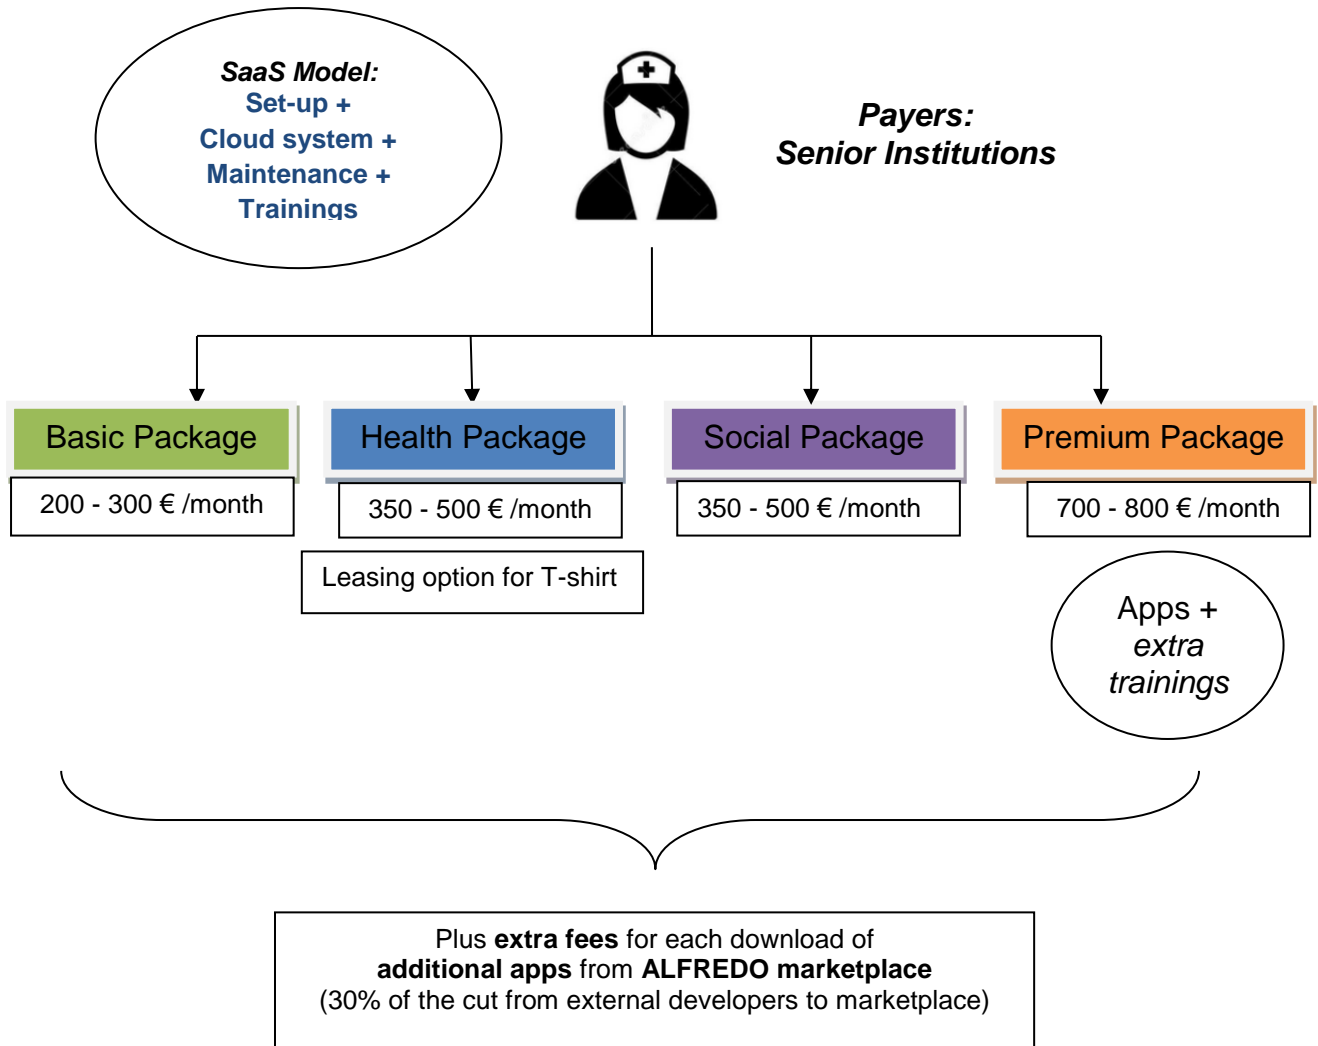 SaaS Model:
Set-up +
Cloud system +
Maintenance +
Trainings
Payers:
Senior Institutions
Basic Package
Health Package
Social Package
Premium Package
200 - 300 € /month
350 - 500 € /month
350 - 500 € /month
700 - 800 € /month
Leasing option for T-shirt
Apps +
extra
trainings
Plus extra fees for each download of
additional apps from ALFREDO marketplace
(30% of the cut from external developers to marketplace)